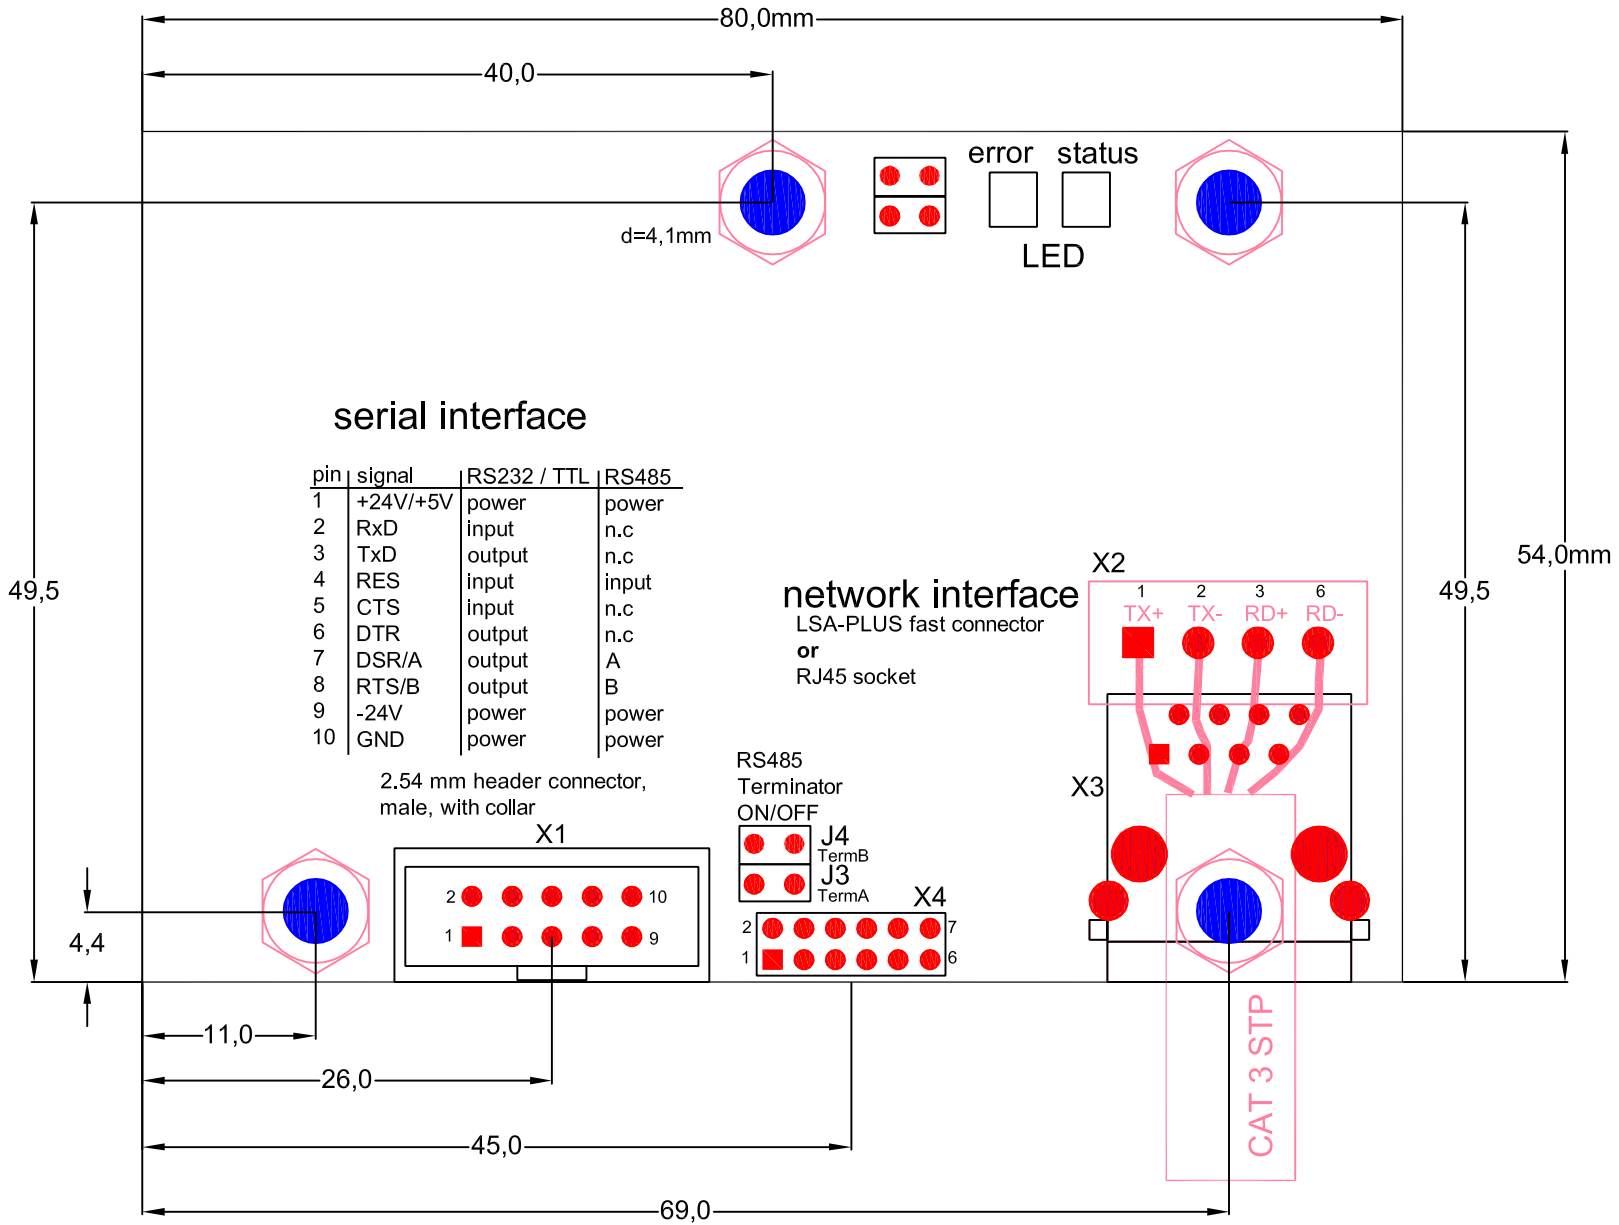 80,0mm
40,0
error status
d=4,1mm
LED
serial interface
pin signal RS232 / TTL RS485
1 +24V/+5V power power
2 RxD input n.c
3 TxD output n.c
4 RES input input
5 CTS input n.c
6 DTR output n.c
7 DSR/A output A
8 RTS/B output B
9 -24V power power
10 GND power power
2.54 mm header connector,
male, with collar
49,5
54,0mm
49,5
network interface
LSA-PLUS fast connector
or
RJ45 socket
X2
1 2 3 6
TX+ TX- RD+ RD-
X3
RS485
Terminator
ON/OFF
J4
TermB
J3
TermA
X1
2 10
1 9
X4
2 7
1 6
4,4
11,0
26,0
45,0
69,0
CAT 3 STP